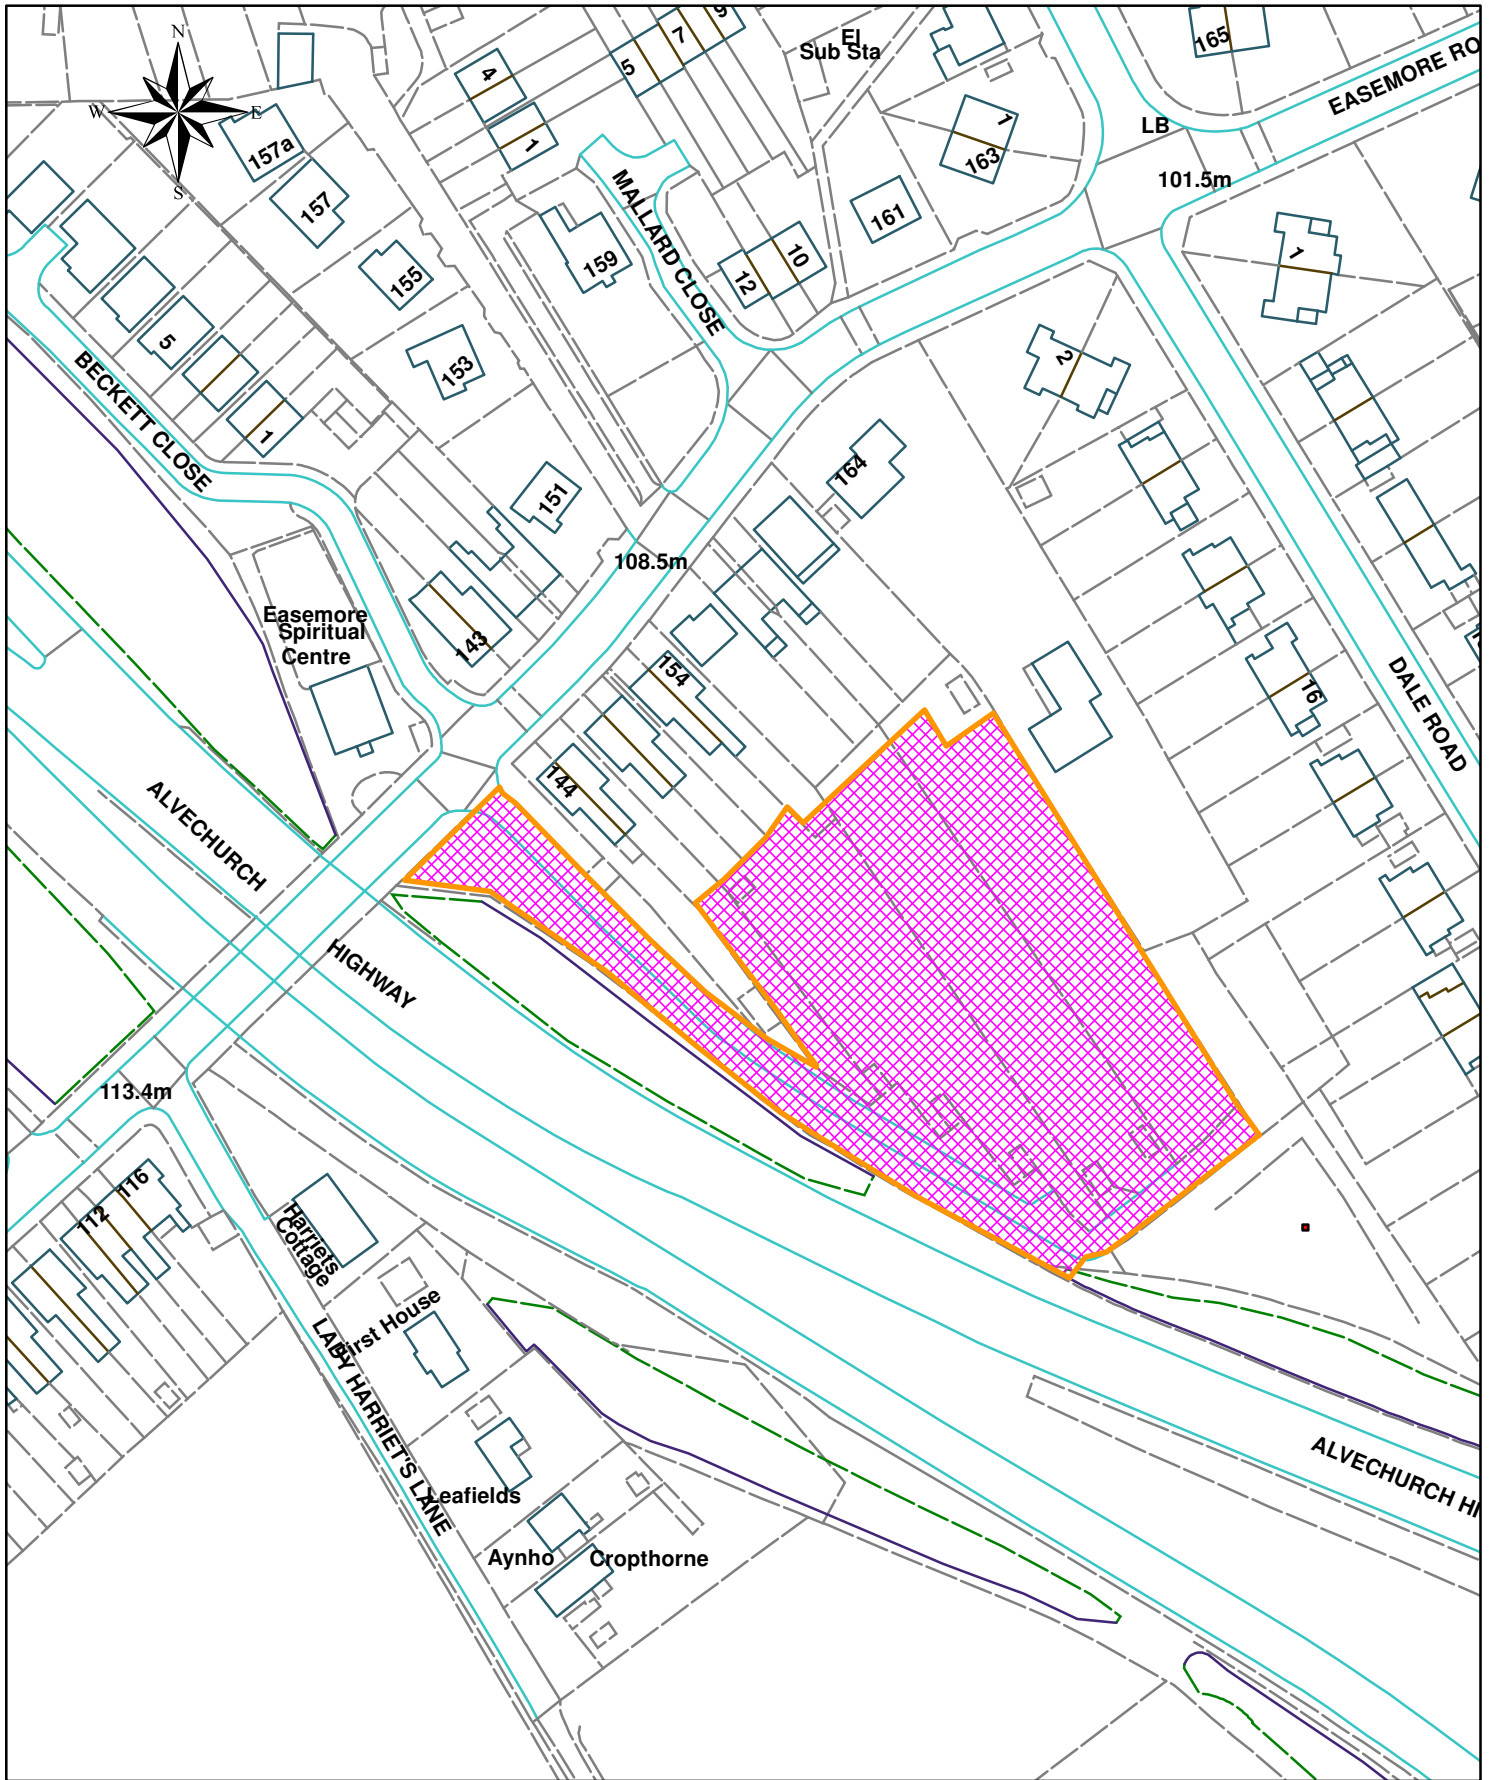 N
W
E
S
4
1
5
7
El
Sub Sta
165
EASEMORE RO
LB
101.5m
1
163
161
157a
157
155
153
159
MALLARD CLOSE
12
10
1
2
5
1
BECKETT CLOSE
151
143
164
108.5m
Easemore
Spiritual
Centre
154
144
16
DALE ROAD
ALVECHURCH
HIGHWAY
113.4m
116
112
Harriets
Cottage
First House
LADY HARRIET'S LANE
Leafields
Aynho
Cropthorne
ALVECHURCH HI